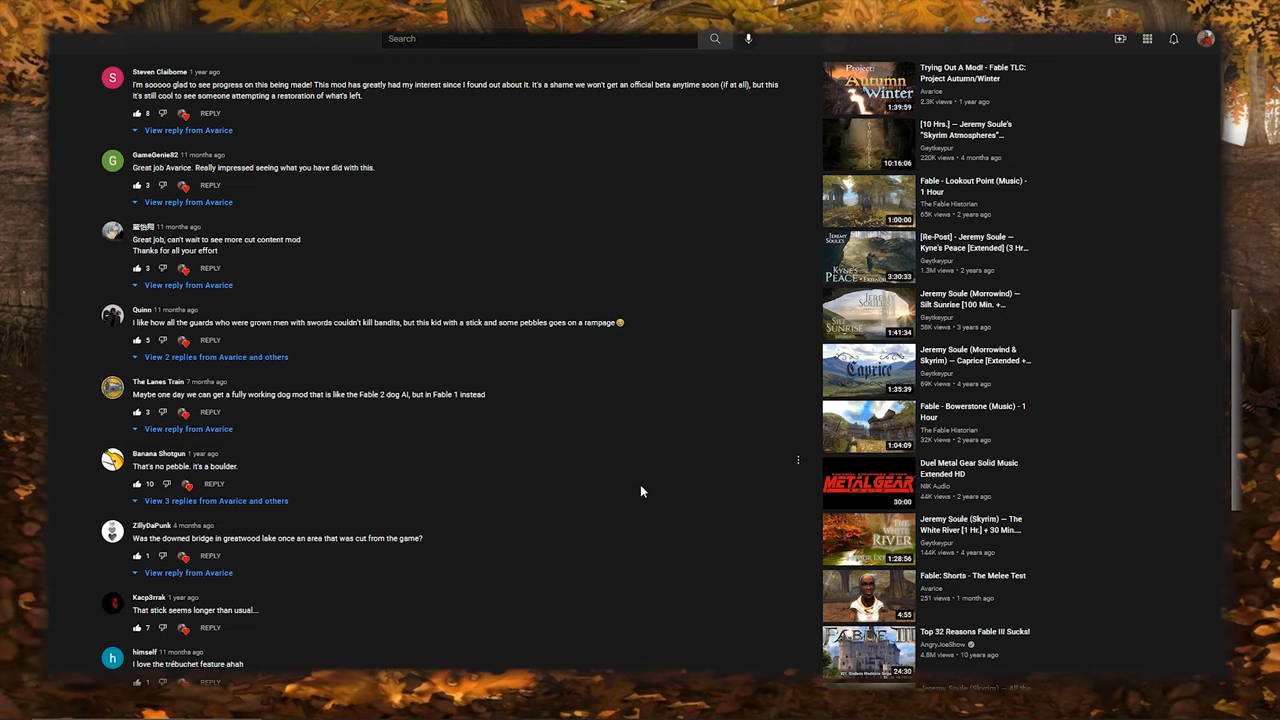 Search
Steven Claiborne 1 year ago
I'm sooooo glad to see progress on this being made! This mod has greatly had my interest since I found out about it. It's a shame we won't get an official beta anytime soon (if at all), but this
it's still cool to see someone attempting a restoration of what's left.
8 REPLY
View reply from Avarice
GameGenie82 11 months ago
Great job Avarice. Really impressed seeing what you have did with this.
3 REPLY
View reply from Avarice
11 months ago
Great job, can't wait to see more cut content mod
Thanks for all your effort
3 REPLY
View reply from Avarice
Quinn 11 months ago
I like how all the guards who were grown men with swords couldn't kill bandits, but this kid with a stick and some pebbles goes on a rampage😅
5 REPLY
View 2 replies from Avarice and others
The Lanes Train 7 months ago
Maybe one day we can get a fully working dog mod that is like the Fable 2 dog AI, but in Fable 1 instead
3 REPLY
View reply from Avarice
Banana Shotgun 1 year ago
That's no pebble. it's a boulder.
10 REPLY
View 3 replies from Avarice and others
ZillyDaPunk 4 months ago
Was the downed bridge in greatwood lake once an area that was cut from the game?
1 REPLY
View reply from Avarice
Kacp3rrak 1 year ago
That stick seems longer than usual...
7 REPLY
himself 11 months ago
I love the trébuchet feature ahah
1 REPLY
Project:
Autumn
Winter
1:39:59
Trying Out A Mod! - Fable TLC:
Project Autumn/Winter
Avarice
2.3K views • 1 year ago
10:16:06
[10 Hrs.] — Jeremy Soule's
"Skyrim Atmospheres"...
Geytkeypur
220K views • 4 months ago
1:00:00
Fable - Lookout Point (Music) -
1 Hour
The Fable Historian
65K views • 2 years ago
JEREMY
SOULE'S
KYNE'S
PEACE • EXTENDED
3:30:33
[Re-Post] - Jeremy Soule —
Kyne's Peace [Extended] (3 Hr...
Geytkeypur
1.3M views • 2 years ago
JEREMY
SOULE'S
SILT
SUNRISE
1:41:34
Jeremy Soule (Morrowind) —
Silt Sunrise [100 Min. +...
Geytkeypur
58K views • 3 years ago
Caprice
1:35:39
Jeremy Soule (Morrowind &
Skyrim) — Caprice [Extended +...
Geytkeypur
69K views • 4 years ago
1:04:09
Fable - Bowerstone (Music) - 1
Hour
The Fable Historian
32K views • 2 years ago
METAL GEAR
30:00
Duel Metal Gear Solid Music
Extended HD
NIK Audio
44K views • 2 years ago
THE
WHITE
RIVER
1:28:56
Jeremy Soule (Skyrim) — The
White River [1 Hr.] + 30 Min....
Geytkeypur
144K views • 4 years ago
4:55
Fable: Shorts - The Melee Test
Avarice
251 views • 1 month ago
FABLE III
24:30
Top 32 Reasons Fable III Sucks!
AngryJoeShow
4.8M views • 10 years ago
Jeremy Soule (Skyrim) — All the